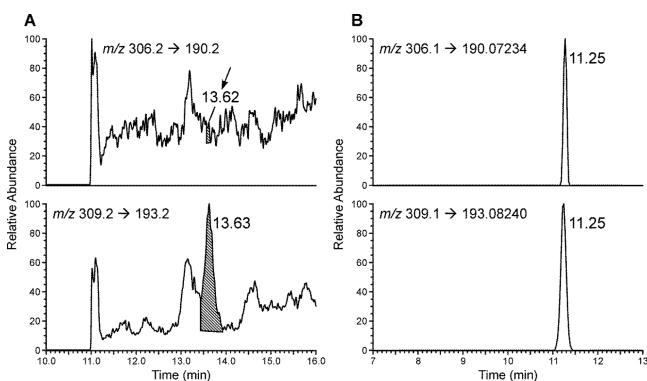 A
Relative Abundance
100
80
60
40
20
0
m/z 306.2 → 190.2
13.62
100
80
60
40
20
0
m/z 309.2 → 193.2
13.63
10.0 11.0 12.0 13.0 14.0 15.0 16.0
Time (min)
B
Relative Abundance
100
80
60
40
20
0
m/z 306.1 → 190.07234
11.25
100
80
60
40
20
0
m/z 309.1 → 193.08240
11.25
7 8 9 10 11 12 13
Time (min)